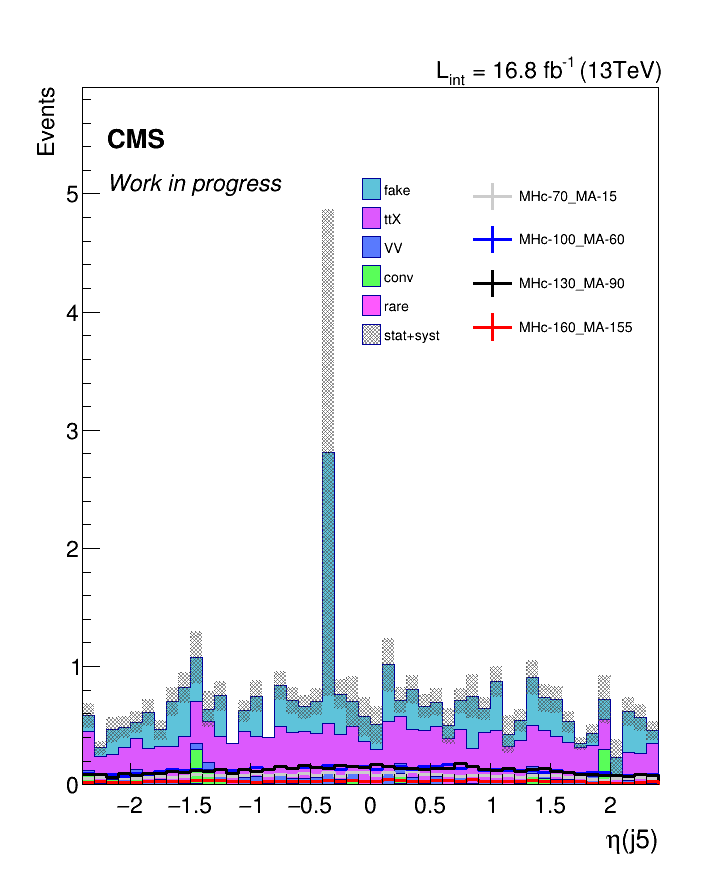 L_int = 16.8 fb^-1 (13TeV)
Events
CMS
Work in progress
fake
ttX
VV
conv
rare
stat+syst
MHc-70_MA-15
MHc-100_MA-60
MHc-130_MA-90
MHc-160_MA-155
5
4
3
2
1
0
−2 −1.5 −1 −0.5 0 0.5 1 1.5 2
η(j5)